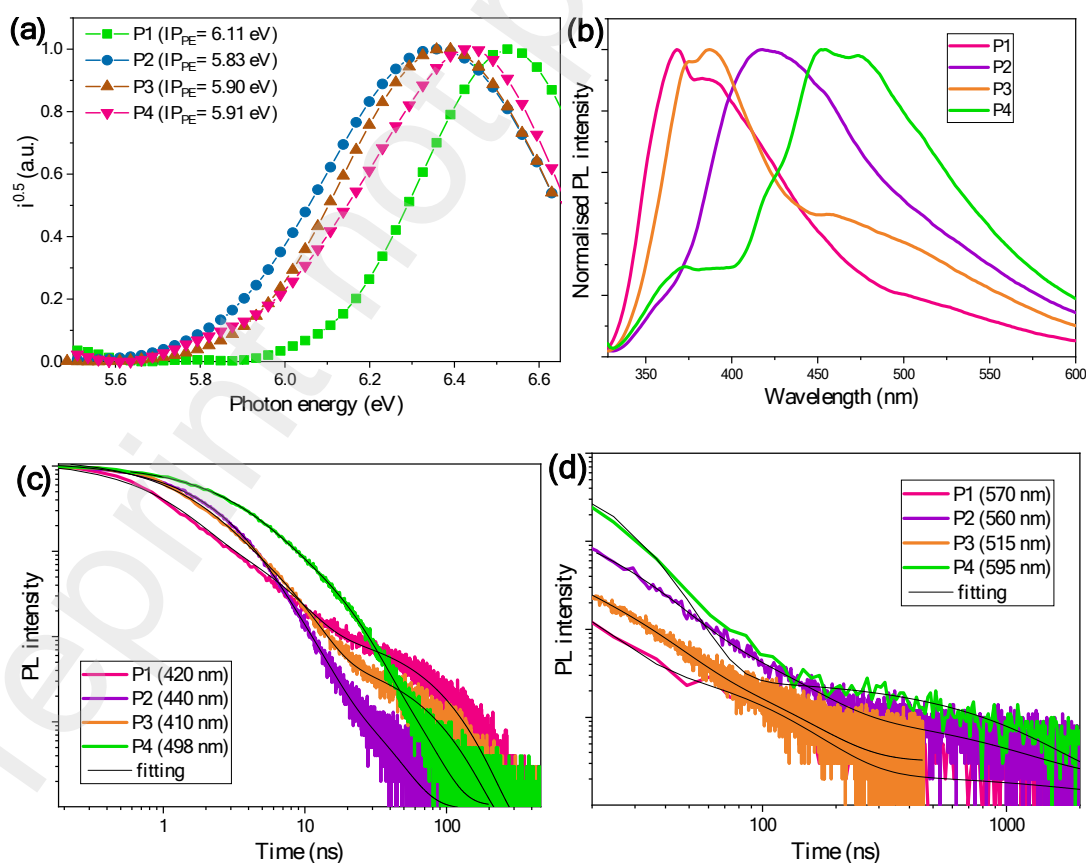 (a)
P1 (IP_PE= 6.11 eV)
P2 (IP_PE= 5.83 eV)
P3 (IP_PE= 5.90 eV)
P4 (IP_PE= 5.91 eV)
i^0.5 (a.u.)
1.0
0.8
0.6
0.4
0.2
0.0
5.6 5.8 6.0 6.2 6.4 6.6
Photon energy (eV)
(b)
P1
P2
P3
P4
Normalised PL intensity
350 400 450 500 550 600
Wavelength (nm)
(c)
PL intensity
P1 (420 nm)
P2 (440 nm)
P3 (410 nm)
P4 (498 nm)
fitting
1 10 100
Time (ns)
(d)
P1 (570 nm)
P2 (560 nm)
P3 (515 nm)
P4 (595 nm)
fitting
PL intensity
100 1000
Time (ns)
reprint not p